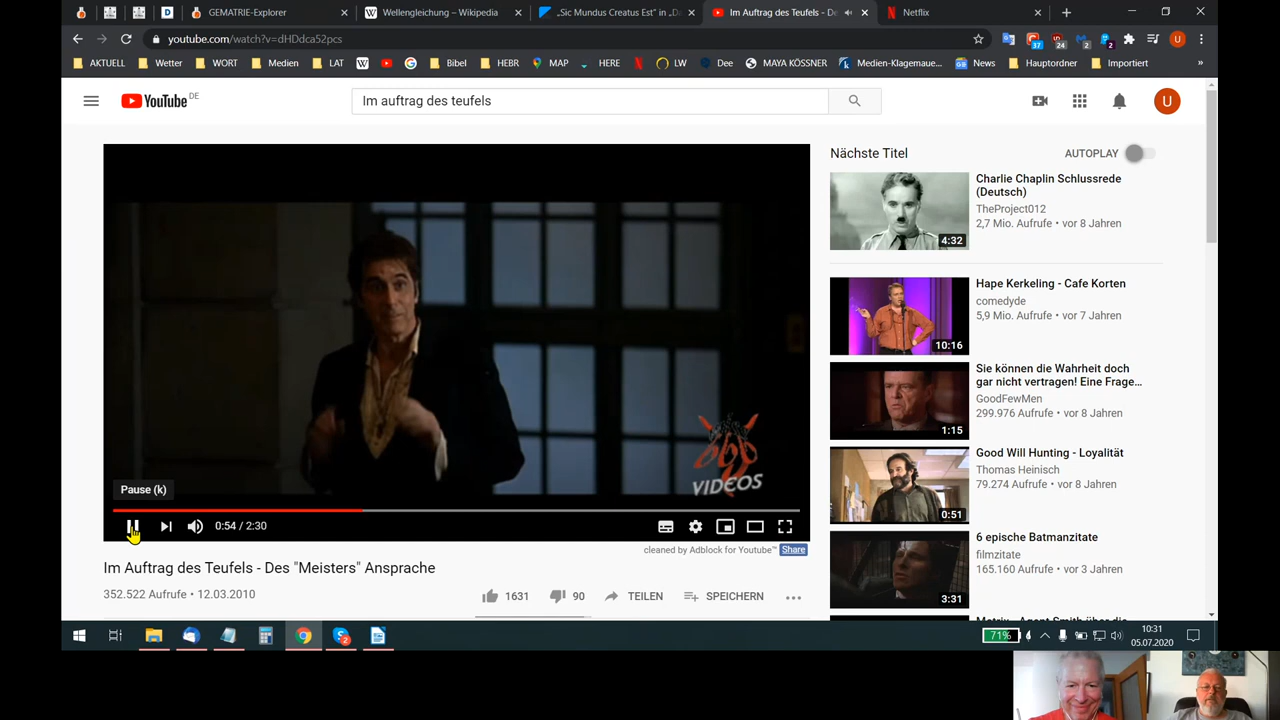 GEMATRIE-Explorer
Wellengleichung – Wikipedia
„Sic Mundus Creatus Est" in „Da
Im Auftrag des Teufels - De
Netflix
youtube.com/watch?v=dHDdca52pcs
37
24
2
2
U
AKTUELL
Wetter
WORT
Medien
LAT
Bibel
HEBR
MAP
HERE
LW
Dee
MAYA KÖSSNER
Medien-Klagemaue...
News
Hauptordner
Importiert
»
YouTube DE
Im auftrag des teufels
U
Nächste Titel
AUTOPLAY
Charlie Chaplin Schlussrede
(Deutsch)
TheProject012
2,7 Mio. Aufrufe • vor 8 Jahren
4:32
Hape Kerkeling - Cafe Korten
comedyde
5,9 Mio. Aufrufe • vor 7 Jahren
10:16
Sie können die Wahrheit doch
gar nicht vertragen! Eine Frage...
GoodFewMen
299.976 Aufrufe • vor 8 Jahren
1:15
Good Will Hunting - Loyalität
Thomas Heinisch
79.274 Aufrufe • vor 8 Jahren
0:51
6 epische Batmanzitate
filmzitate
165.160 Aufrufe • vor 3 Jahren
3:31
VIDEOS
Pause (k)
0:54 / 2:30
cleaned by Adblock for Youtube™ Share
Im Auftrag des Teufels - Des "Meisters" Ansprache
352.522 Aufrufe • 12.03.2010
1631
90
TEILEN
SPEICHERN
71%
10:31
05.07.2020